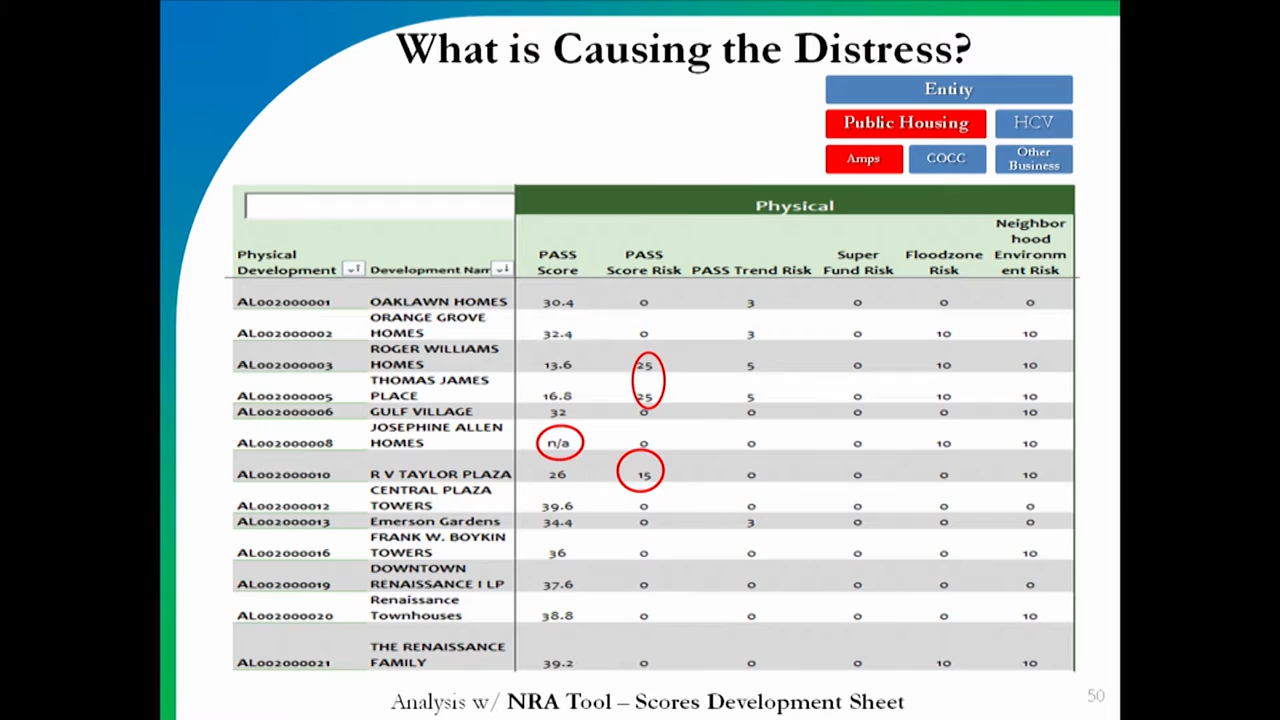 What is Causing the Distress?
Entity
Public Housing
HCV
Amps
COCC
Other
Business
Physical
Physical
Development
Development Nam
PASS
Score
PASS
Score Risk
PASS Trend Risk
Super
Fund Risk
Floodzone
Risk
Neighbor
hood
Environm
ent Risk
AL002000001 OAKLAWN HOMES 30.4 0 3 0 0 0
ORANGE GROVE
AL002000002 HOMES 32.4 0 3 0 10 10
ROGER WILLIAMS
AL002000003 HOMES 13.6 25 5 0 10 10
THOMAS JAMES
AL002000005 PLACE 16.8 25 5 0 10 10
AL002000006 GULF VILLAGE 32 0 0 0 0 10
JOSEPHINE ALLEN
AL002000008 HOMES n/a 0 0 0 10 10
AL002000010 R V TAYLOR PLAZA 26 15 0 0 0 10
CENTRAL PLAZA
AL002000012 TOWERS 39.6 0 0 0 0 0
AL002000013 Emerson Gardens 34.4 0 3 0 0 0
FRANK W. BOYKIN
AL002000016 TOWERS 36 0 0 0 0 10
DOWNTOWN
AL002000019 RENAISSANCE I LP 37.6 0 0 0 0 0
Renaissance
AL002000020 Townhouses 38.8 0 0 0 0 10
THE RENAISSANCE
AL002000021 FAMILY 39.2 0 0 0 10 10
Analysis w/ NRA Tool – Scores Development Sheet
50